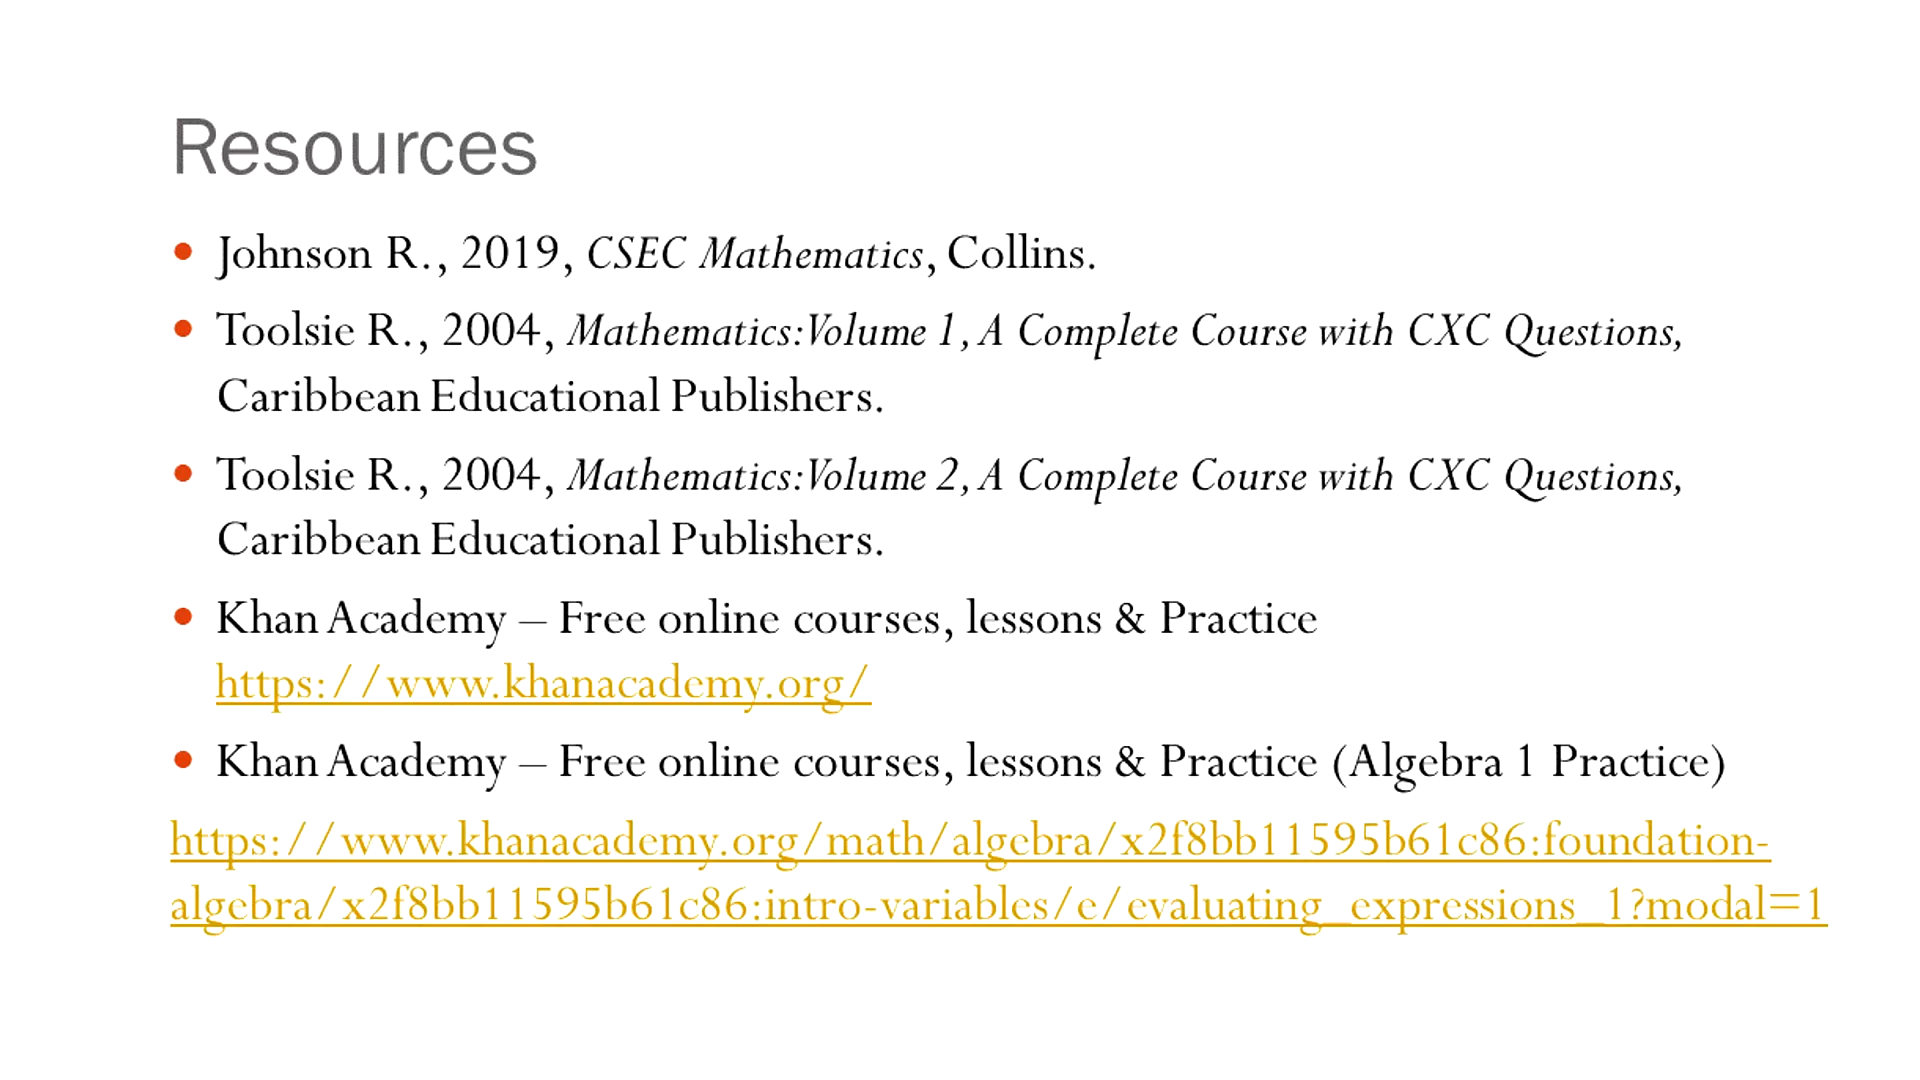 Resources
• Johnson R., 2019, CSEC Mathematics, Collins.
• Toolsie R., 2004, Mathematics: Volume 1, A Complete Course with CXC Questions,
Caribbean Educational Publishers.
• Toolsie R., 2004, Mathematics: Volume 2, A Complete Course with CXC Questions,
Caribbean Educational Publishers.
• Khan Academy – Free online courses, lessons & Practice
https://www.khanacademy.org/
• Khan Academy – Free online courses, lessons & Practice (Algebra 1 Practice)
https://www.khanacademy.org/math/algebra/x2f8bb11595b61c86:foundation-
algebra/x2f8bb11595b61c86:intro-variables/e/evaluating_expressions_1?modal=1